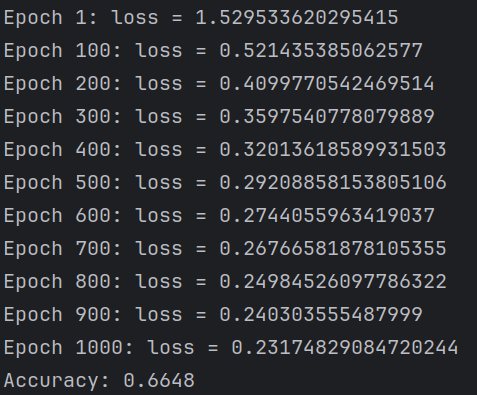 Epoch 1: loss = 1.529533620295415
Epoch 100: loss = 0.521435385062577
Epoch 200: loss = 0.4099770542469514
Epoch 300: loss = 0.3597540778079889
Epoch 400: loss = 0.32013618589931503
Epoch 500: loss = 0.29208858153805106
Epoch 600: loss = 0.2744055963419037
Epoch 700: loss = 0.26766581878105355
Epoch 800: loss = 0.24984526097786322
Epoch 900: loss = 0.240303555487999
Epoch 1000: loss = 0.23174829084720244
Accuracy: 0.6648